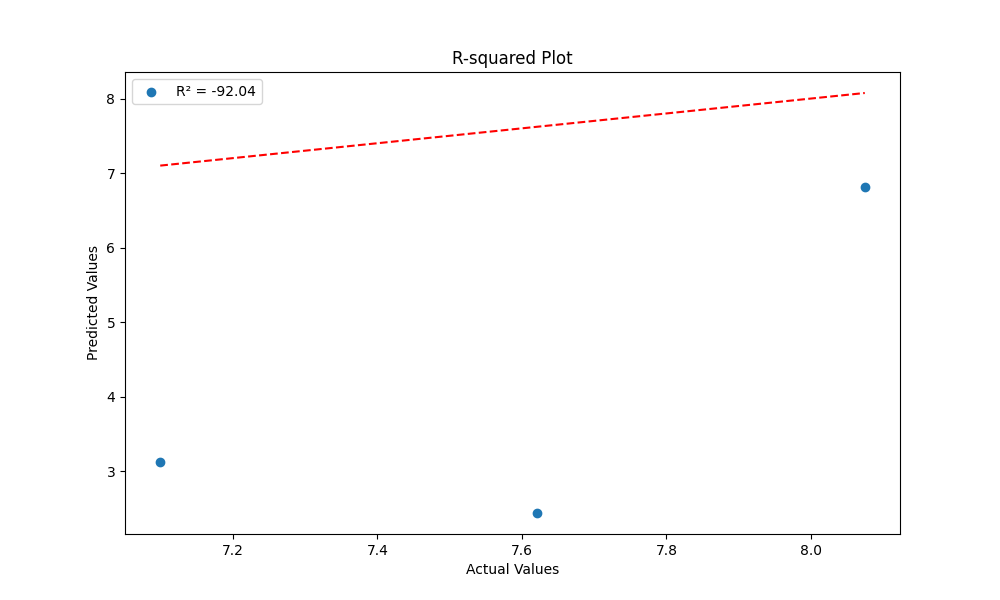 R-squared Plot
R² = -92.04
8
7
6
5
4
3
Predicted Values
7.2 7.4 7.6 7.8 8.0
Actual Values